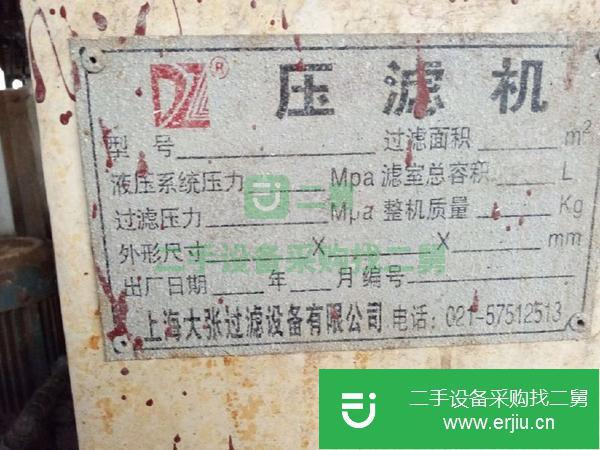 DZ ® 压滤机
型号 过滤面积 m²
液压系统压力 Mpa 滤室总容积 L
过滤压力 Mpa 整机质量 Kg
外形尺寸 X X mm
出厂日期 年 月 编号
上海大张过滤设备有限公司 电话：021-57512513
二舅
二手设备采购找二舅
二手设备采购找二舅
www.erjiu.cn